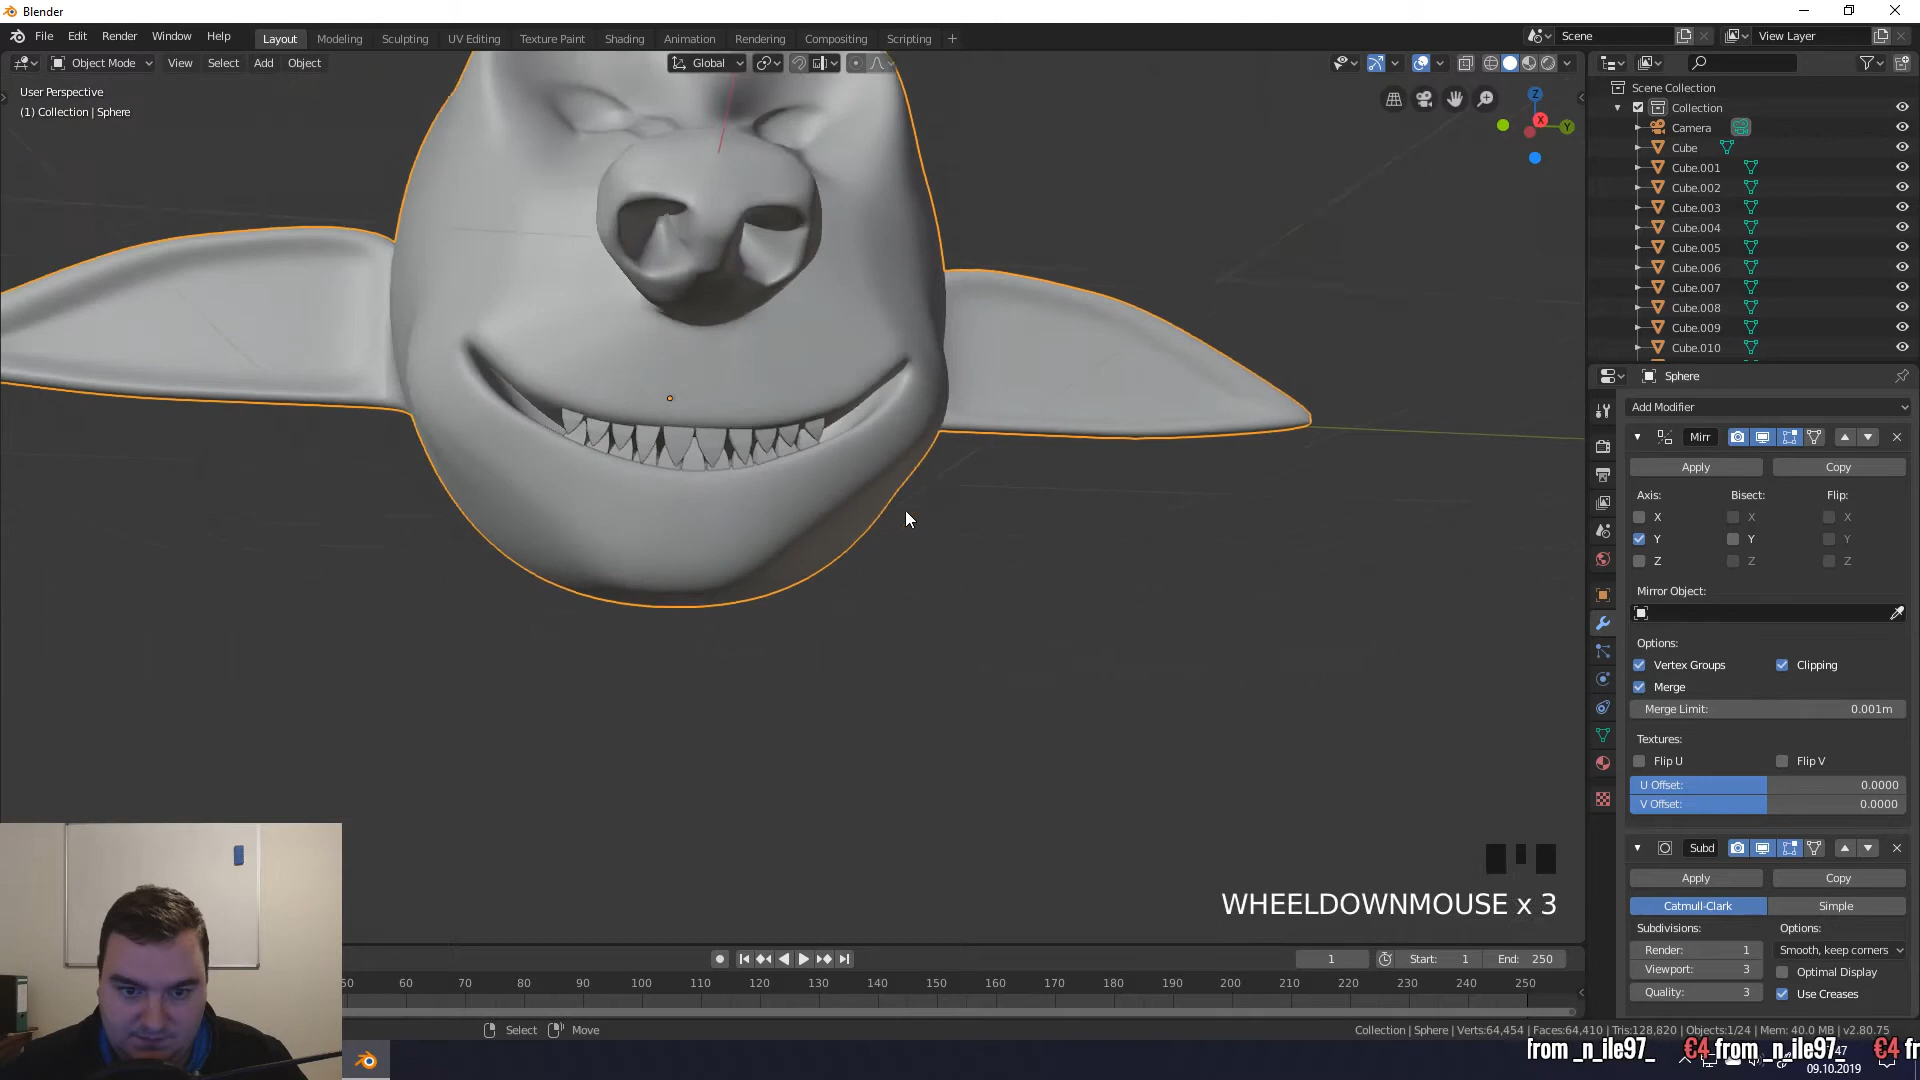 Blender
File Edit Render Window Help
Layout Modeling Sculpting UV Editing Texture Paint Shading Animation Rendering Compositing Scripting +
Scene
View Layer
Object Mode View Select Add Object
Global
User Perspective
(1) Collection | Sphere
Z
X
Y
Scene Collection
Collection
Camera
Cube
Cube.001
Cube.002
Cube.003
Cube.004
Cube.005
Cube.006
Cube.007
Cube.008
Cube.009
Cube.010
Sphere
Add Modifier
Mirr
Apply Copy
Axis: Bisect: Flip:
X X X
Y Y Y
Z Z Z
Mirror Object:
Options:
Vertex Groups Clipping
Merge
Merge Limit: 0.001m
Textures:
Flip U Flip V
U Offset: 0.0000
V Offset: 0.0000
Subd
Apply Copy
Catmull-Clark Simple
Subdivisions: Options:
Render: 1 Smooth, keep corners
Viewport: 3 Optimal Display
Quality: 3 Use Creases
WHEELDOWNMOUSE x 3
1 Start: 1 End: 250
50 60 70 80 90 100 110 120 130 140 150 160 170 180 190 200 210 220 230 240 250
Select Move
Collection | Sphere | Verts:64,454 | Faces:64,410 | Tris:128,820 | Objects:1/24 | Mem: 40.0 MB | v2.80.75
from _n_ile97_ €4 from _n_ile97_ €4 fr
47
09.10.2019